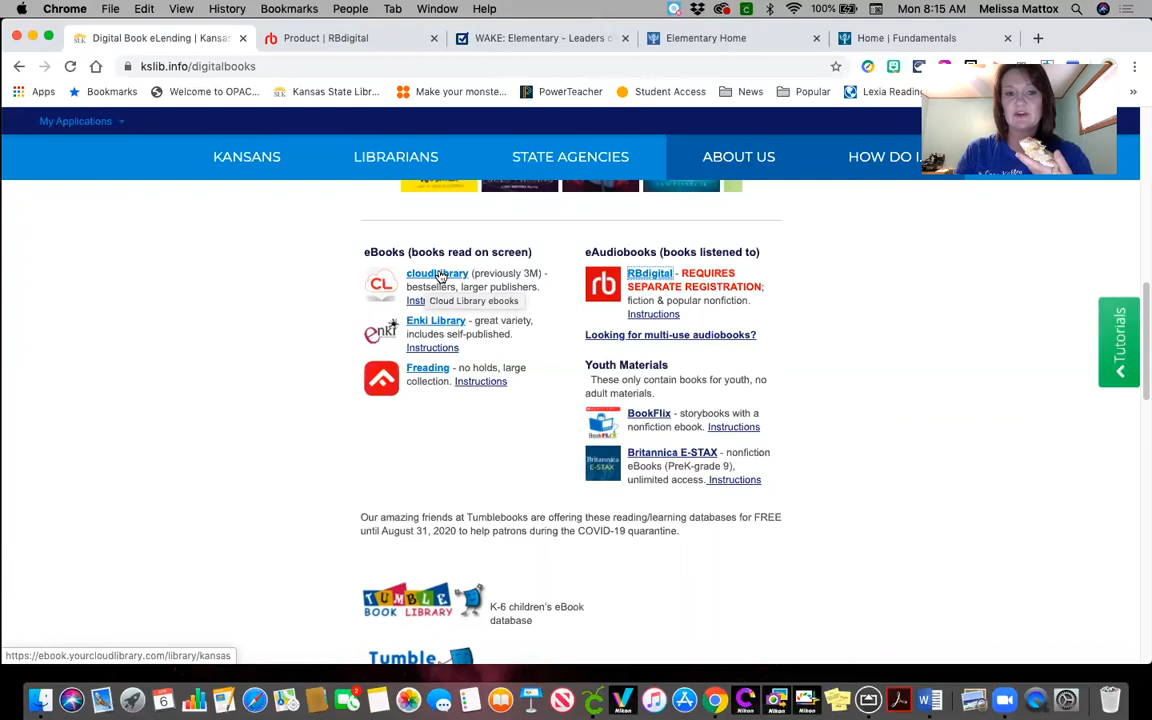 Chrome File Edit View History Bookmarks People Tab Window Help 100% Mon 8:15 AM Melissa Mattox
Digital Book eLending | Kansas Product | RBdigital WAKE: Elementary - Leaders c Elementary Home Home | Fundamentals
kslib.info/digitalbooks
Apps Bookmarks Welcome to OPAC... Kansas State Libr... Make your monste... PowerTeacher Student Access News Popular Lexia Reading
My Applications
KANSANS LIBRARIANS STATE AGENCIES ABOUT US HOW DO I
eBooks (books read on screen)
cloudLibrary (previously 3M) -
bestsellers, larger publishers.
Inst
Cloud Library ebooks
enki
Enki Library - great variety,
includes self-published.
Instructions
Freading - no holds, large
collection. Instructions
eAudiobooks (books listened to)
RBdigital - REQUIRES
SEPARATE REGISTRATION;
fiction & popular nonfiction.
Instructions
Looking for multi-use audiobooks?
Youth Materials
These only contain books for youth, no
adult materials.
BookFlix - storybooks with a
nonfiction ebook. Instructions
Britannica E-STAX - nonfiction
eBooks (PreK-grade 9),
unlimited access. Instructions
CL
rb
BOOKFLIX
Britannica
E-STAX
Tutorials
Our amazing friends at Tumblebooks are offering these reading/learning databases for FREE
until August 31, 2020 to help patrons during the COVID-19 quarantine.
TUMBLE
BOOK LIBRARY
K-6 children's eBook
database
Tumble
https://ebook.yourcloudlibrary.com/library/kansas